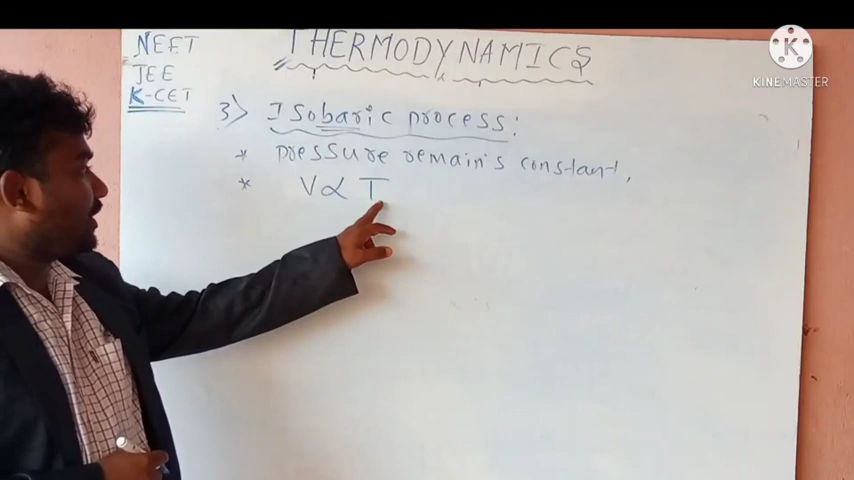 NEET
JEE
K-CET
THERMODYNAMICS
3> Isobaric process:
* pressure remain's constant,
* V ∝ T
KINEMASTER